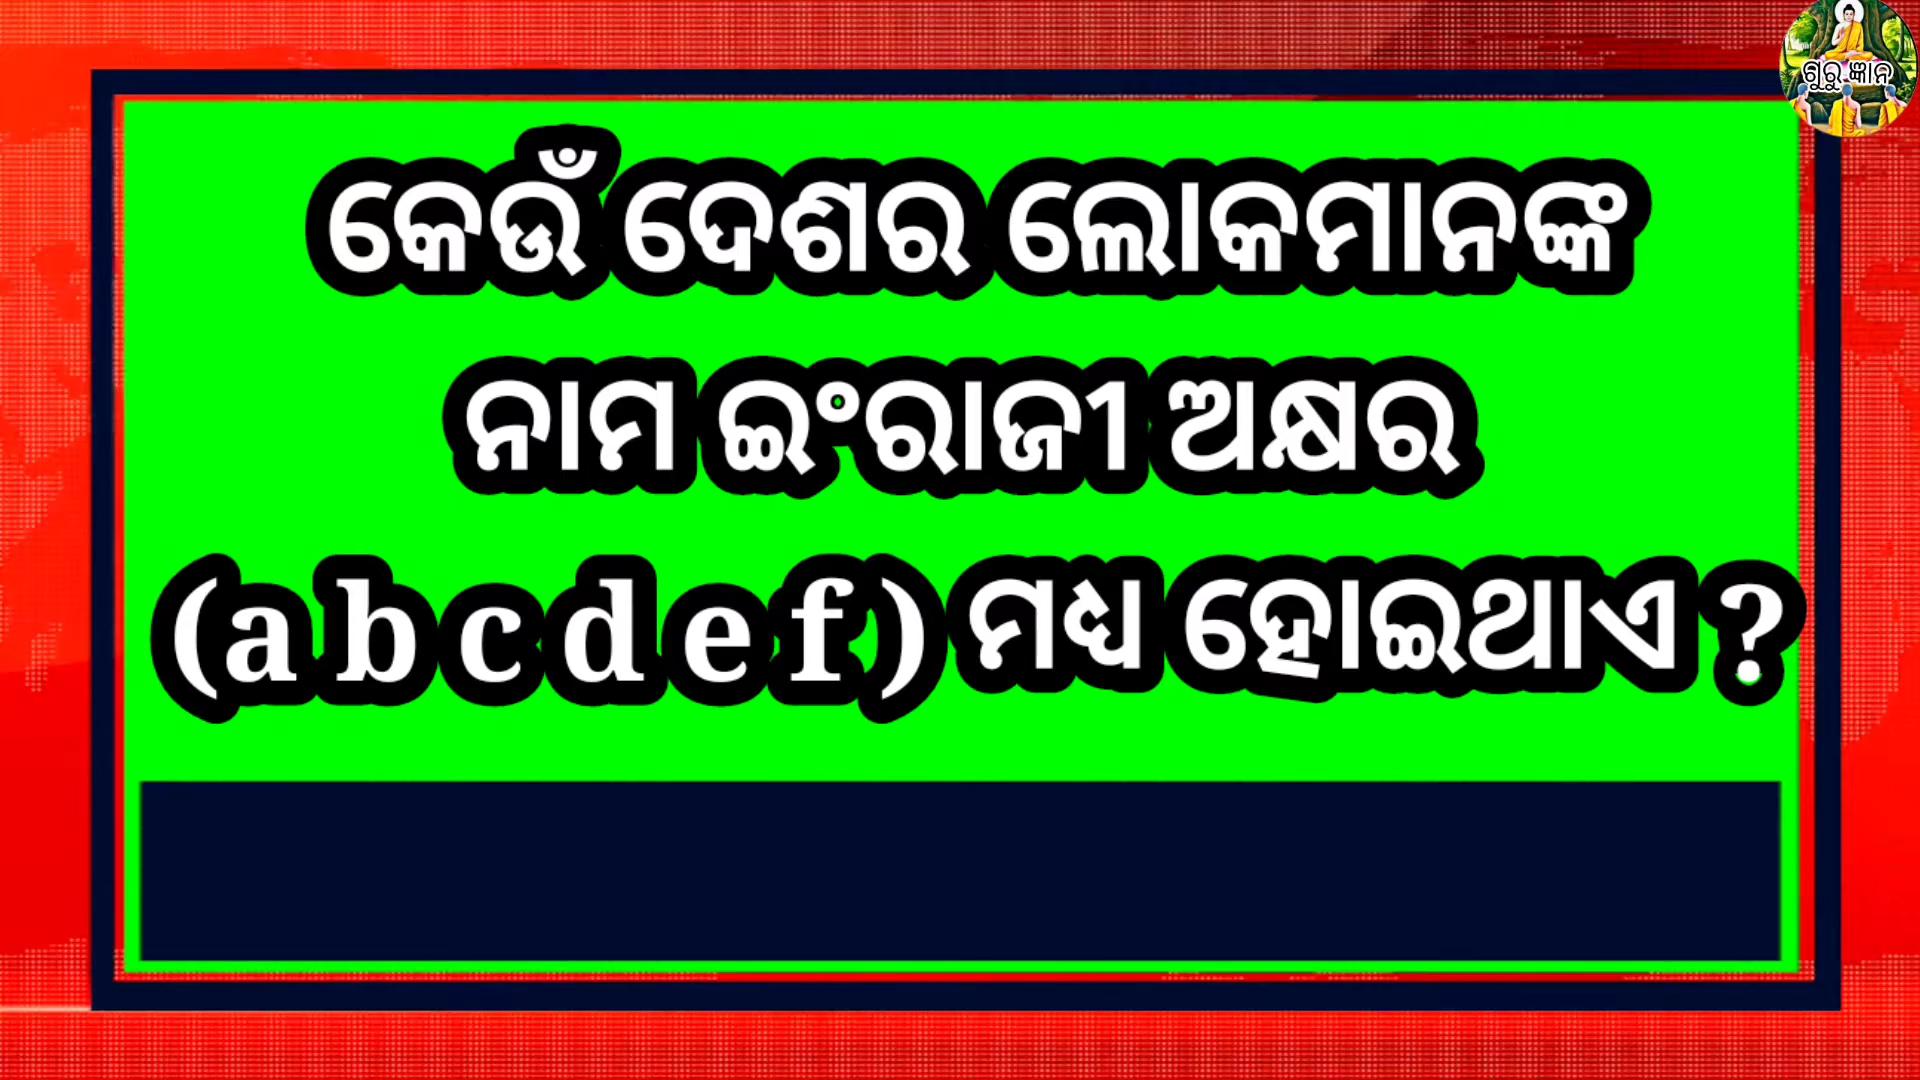 ଗୁରୁ ଜ୍ଞାନ
କେଉଁ ଦେଶର ଲୋକମାନଙ୍କ
ନାମ ଇଂରାଜୀ ଅକ୍ଷର
(a b c d e f ) ମଧ୍ୟ ହୋଇଥାଏ ?